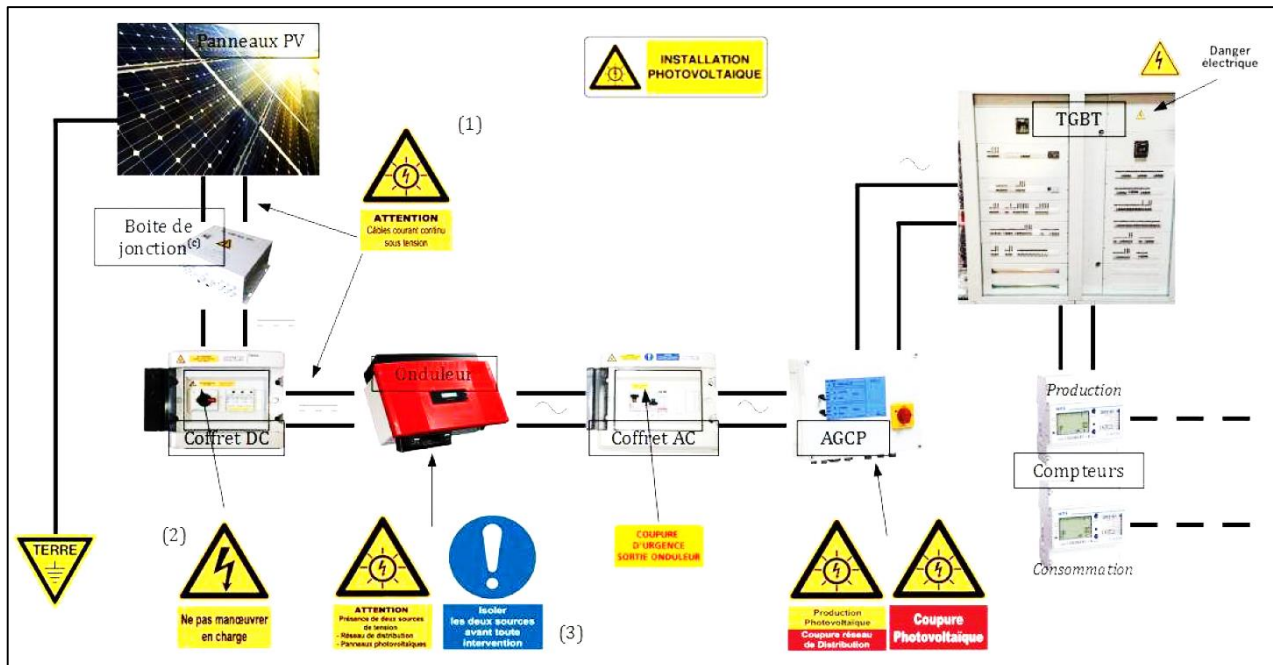 Panneaux PV
INSTALLATION
PHOTOVOLTAIQUE
Danger
électrique
TGBT
(1)
ATTENTION
Câbles courant continu
sous tension
Boite de
jonction(c)
Coffret DC
Onduleur
Coffret AC
AGCP
Production
Compteurs
Consommation
TERRE
(2)
Ne pas manœuvrer
en charge
ATTENTION
Présence de deux sources
de tension
- Réseau de distribution
- Panneaux photovoltaïques
Isoler
les deux sources
avant toute
intervention
(3)
COUPURE
D'URGENCE
SORTIE ONDULEUR
Production
Photovoltaïque
Coupure réseau
de Distribution
Coupure
Photovoltaïque